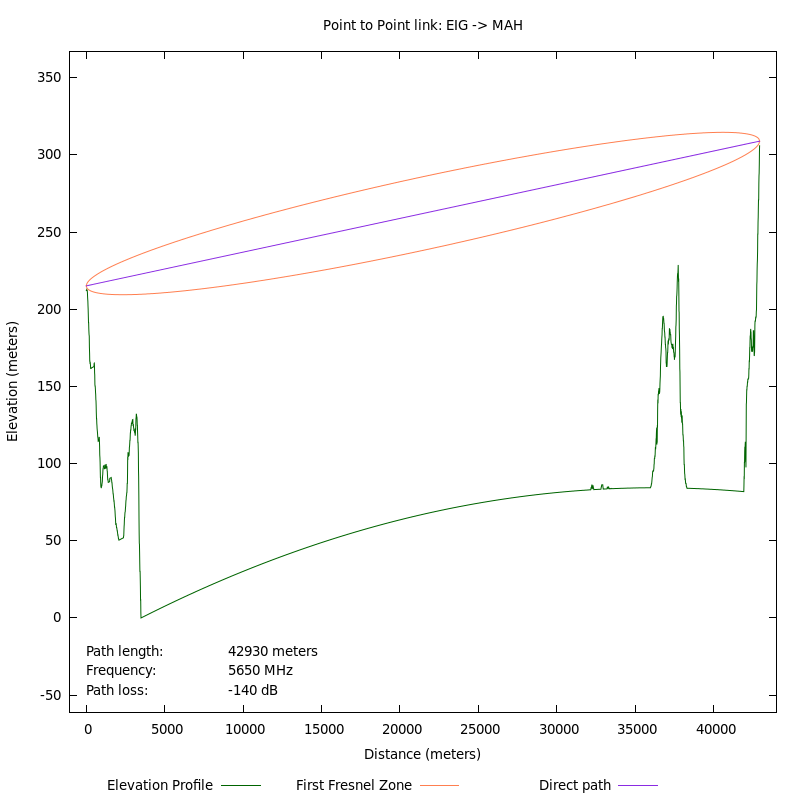 Point to Point link: EIG -> MAH
350
300
250
200
150
100
50
0
-50
Elevation (meters)
Path length: 42930 meters
Frequency: 5650 MHz
Path loss: -140 dB
0 5000 10000 15000 20000 25000 30000 35000 40000
Distance (meters)
Elevation Profile First Fresnel Zone Direct path